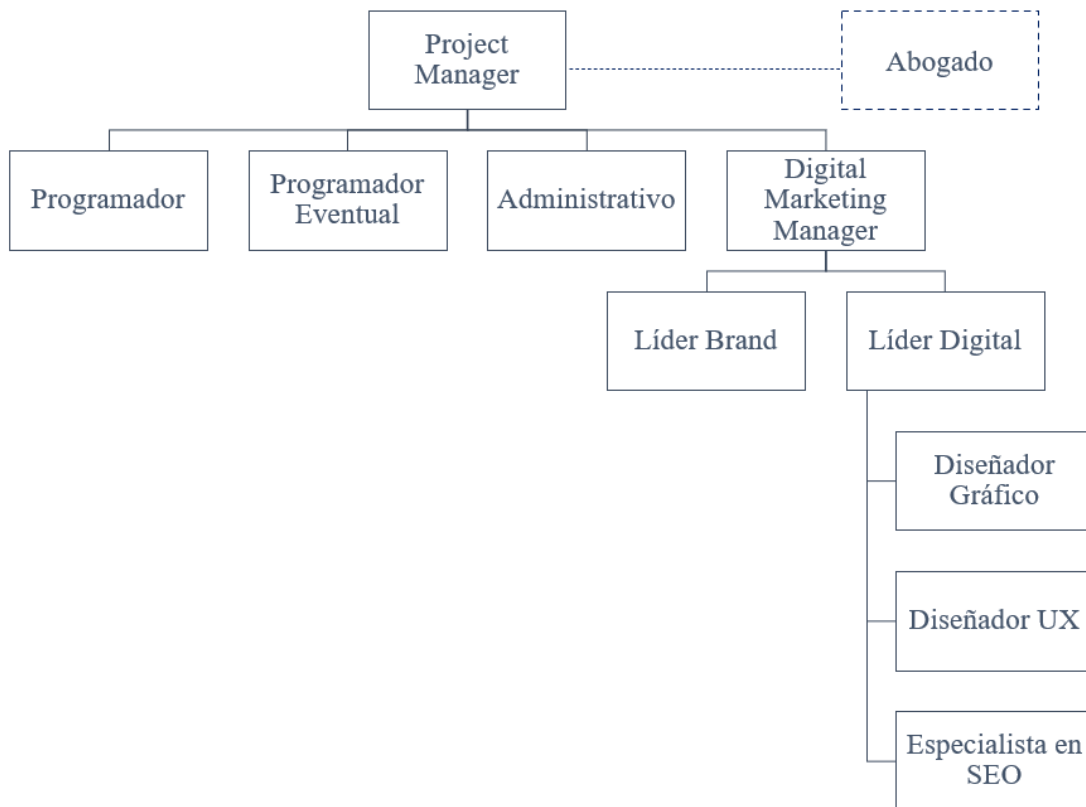 Project
Manager
Abogado
Programador
Programador
Eventual
Administrativo
Digital
Marketing
Manager
Líder Brand
Líder Digital
Diseñador
Gráfico
Diseñador UX
Especialista en
SEO